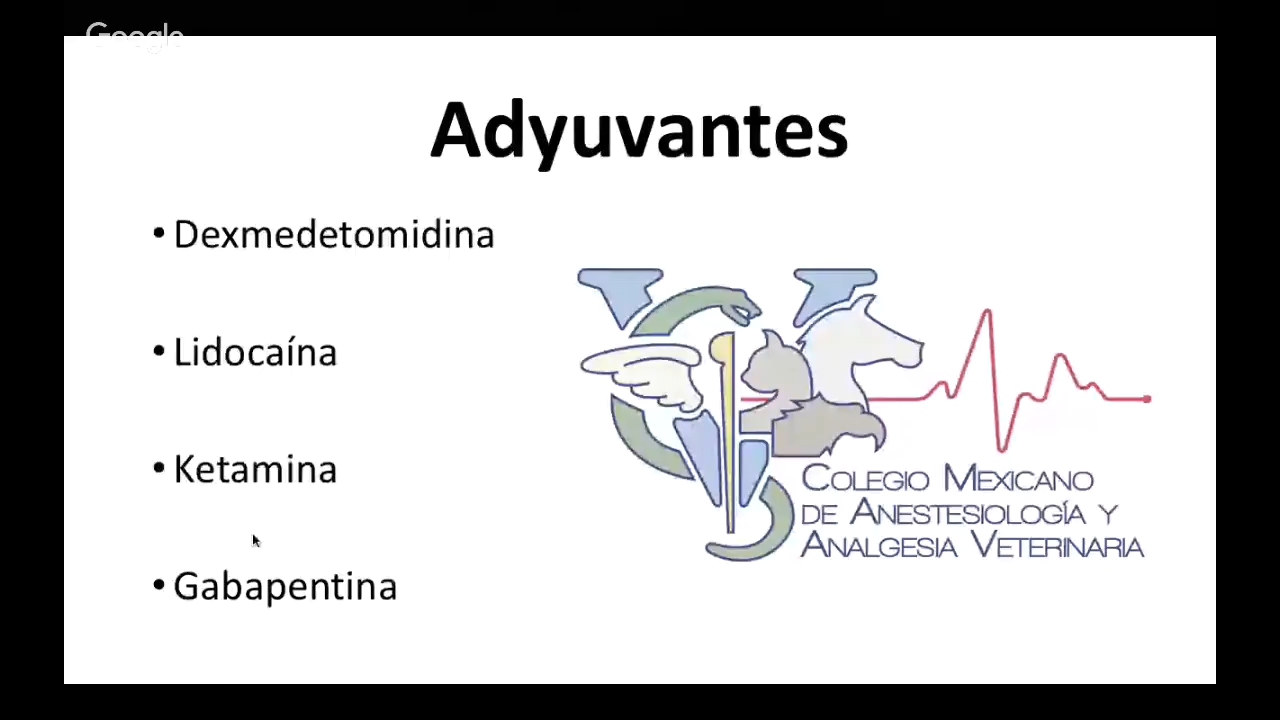 Google
Adyuvantes
• Dexmedetomidina
• Lidocaína
• Ketamina
• Gabapentina
COLEGIO MEXICANO
DE ANESTESIOLOGÍA Y
ANALGESIA VETERINARIA